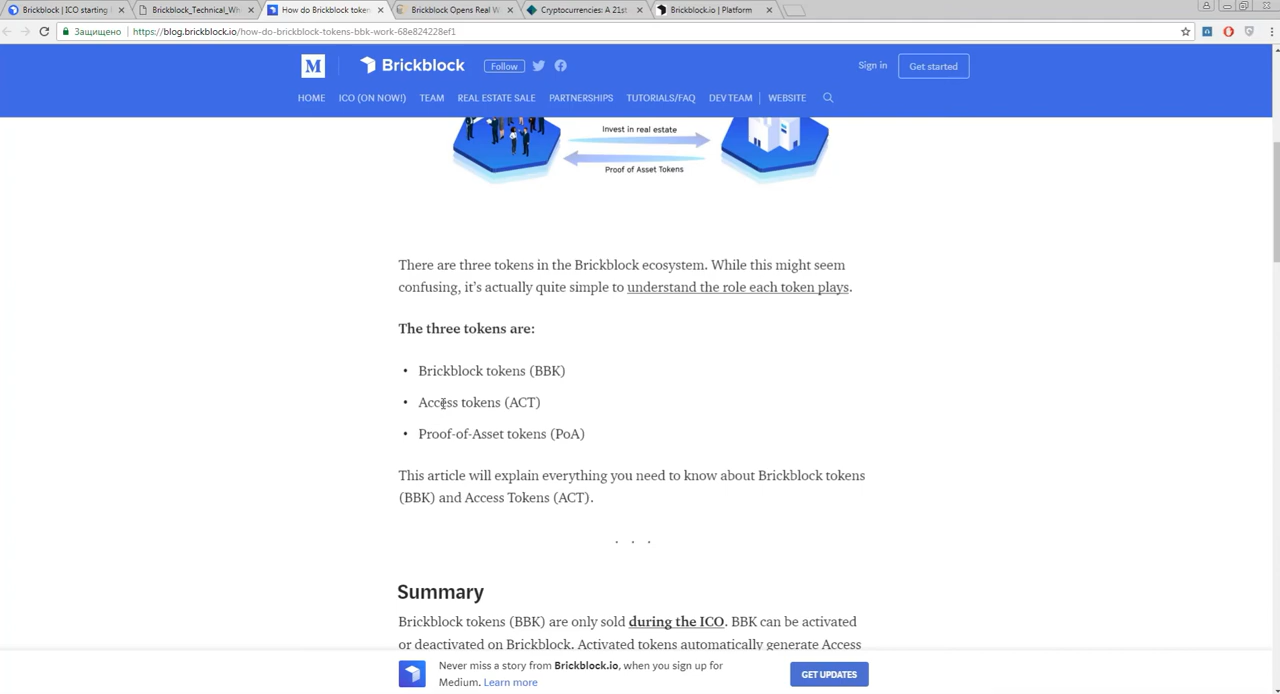 Brickblock | ICO starting
Brickblock_Technical_Wh
How do Brickblock token
Brickblock Opens Real W
Cryptocurrencies: A 21st
Brickblock.io | Platform
Защищено
https://blog.brickblock.io/how-do-brickblock-tokens-bbk-work-68e824228ef1
M
Brickblock
Follow
Sign in
Get started
HOME
ICO (ON NOW!)
TEAM
REAL ESTATE SALE
PARTNERSHIPS
TUTORIALS/FAQ
DEV TEAM
WEBSITE
Invest in real estate
Proof of Asset Tokens
There are three tokens in the Brickblock ecosystem. While this might seem
confusing, it’s actually quite simple to understand the role each token plays.
The three tokens are:
• Brickblock tokens (BBK)
• Access tokens (ACT)
• Proof-of-Asset tokens (PoA)
This article will explain everything you need to know about Brickblock tokens
(BBK) and Access Tokens (ACT).
. . .
Summary
Brickblock tokens (BBK) are only sold during the ICO. BBK can be activated
or deactivated on Brickblock. Activated tokens automatically generate Access
Never miss a story from Brickblock.io, when you sign up for
Medium. Learn more
GET UPDATES